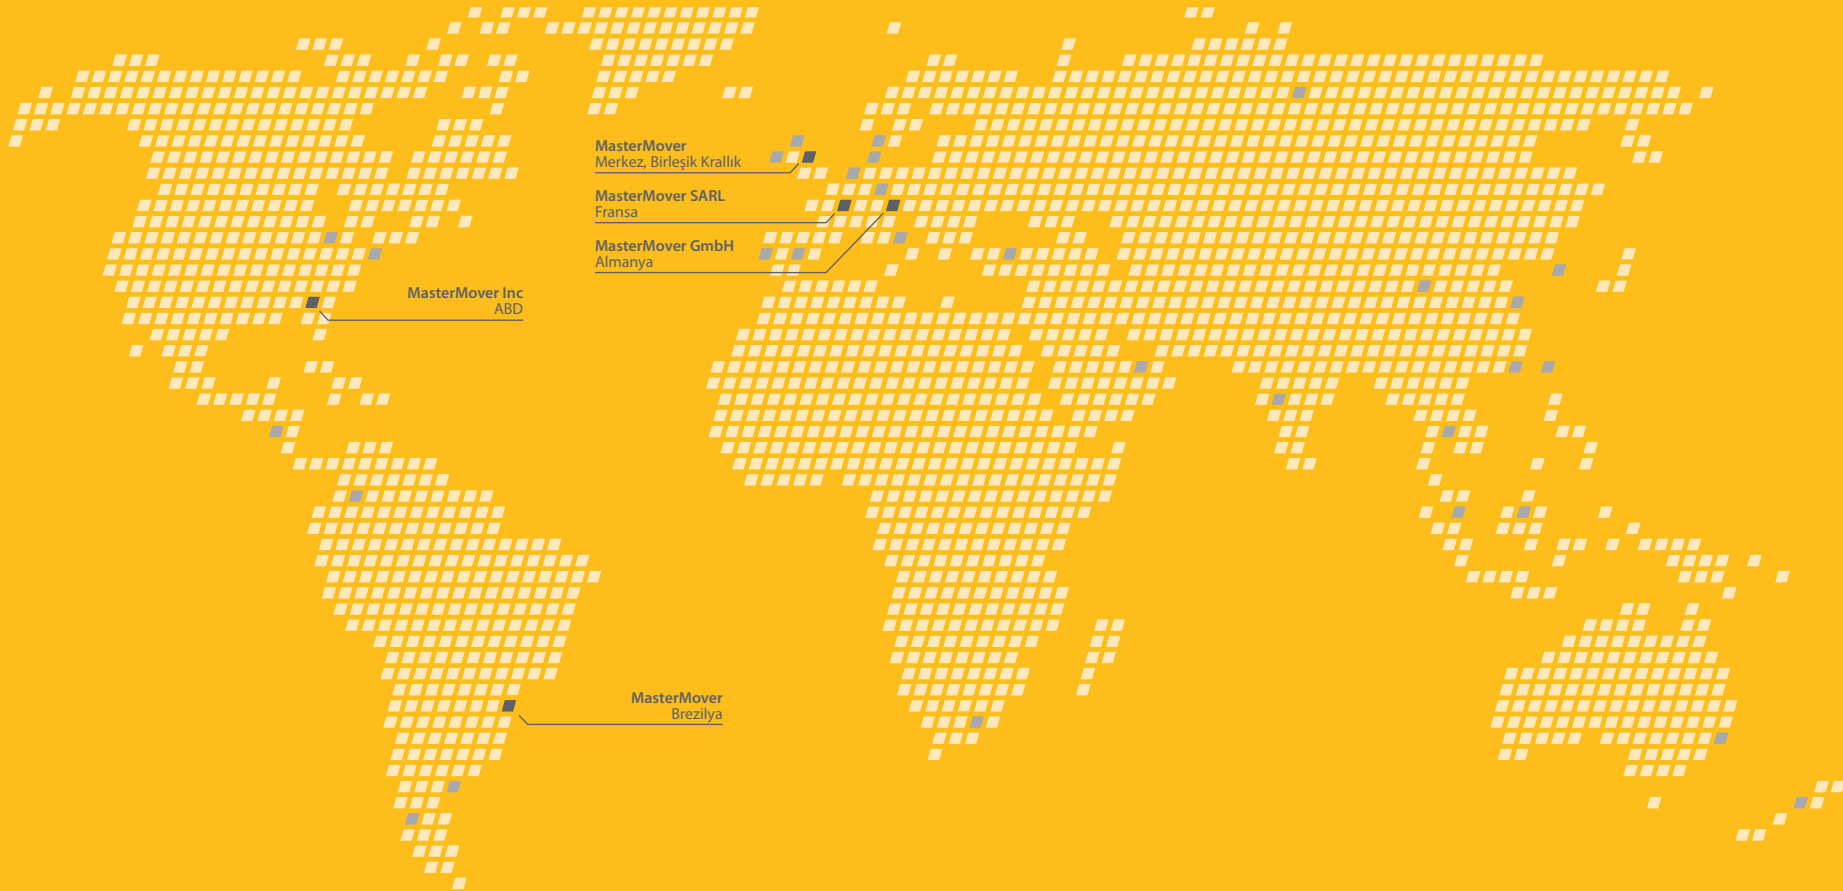 MasterMover
Merkez, Birleşik Krallık
MasterMover SARL
Fransa
MasterMover GmbH
Almanya
MasterMover Inc
ABD
MasterMover
Brezilya